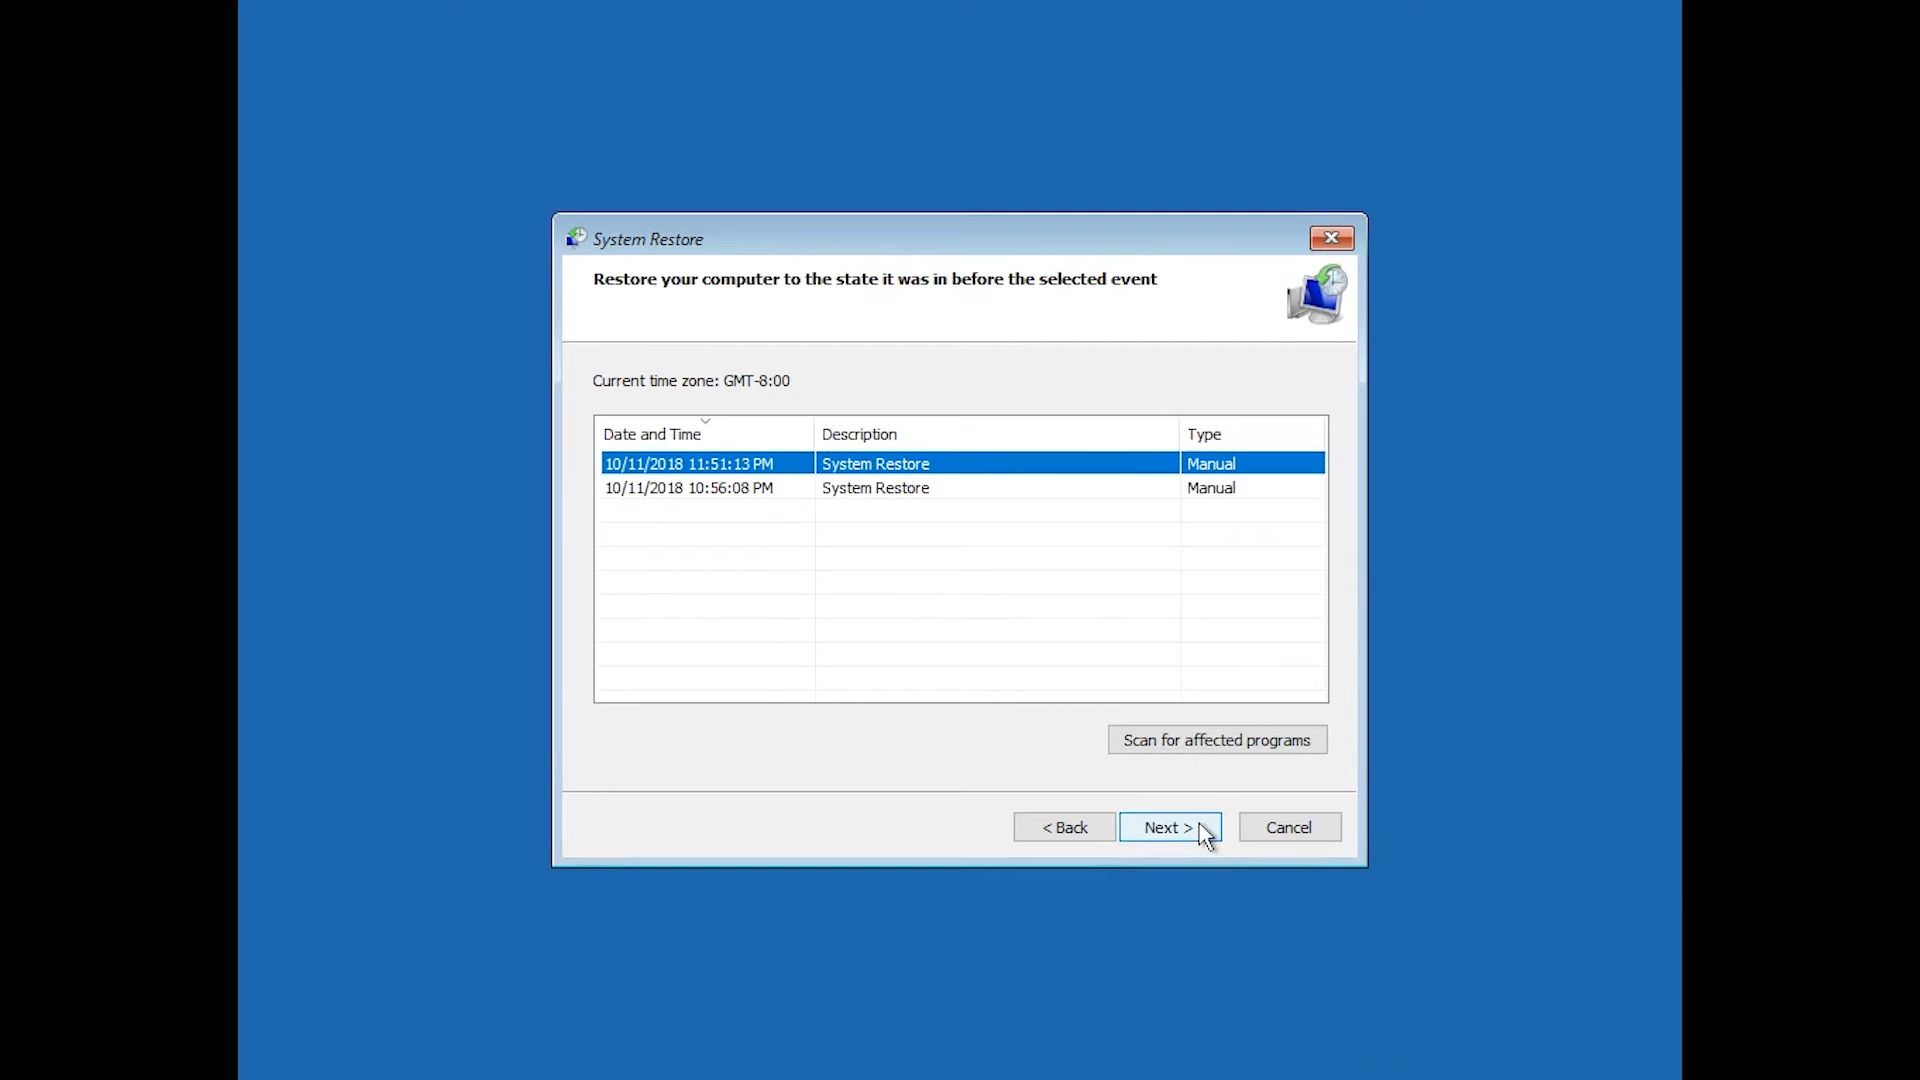 System Restore
Restore your computer to the state it was in before the selected event
Current time zone: GMT-8:00
Date and Time Description Type
10/11/2018 11:51:13 PM System Restore Manual
10/11/2018 10:56:08 PM System Restore Manual
Scan for affected programs
< Back Next > Cancel